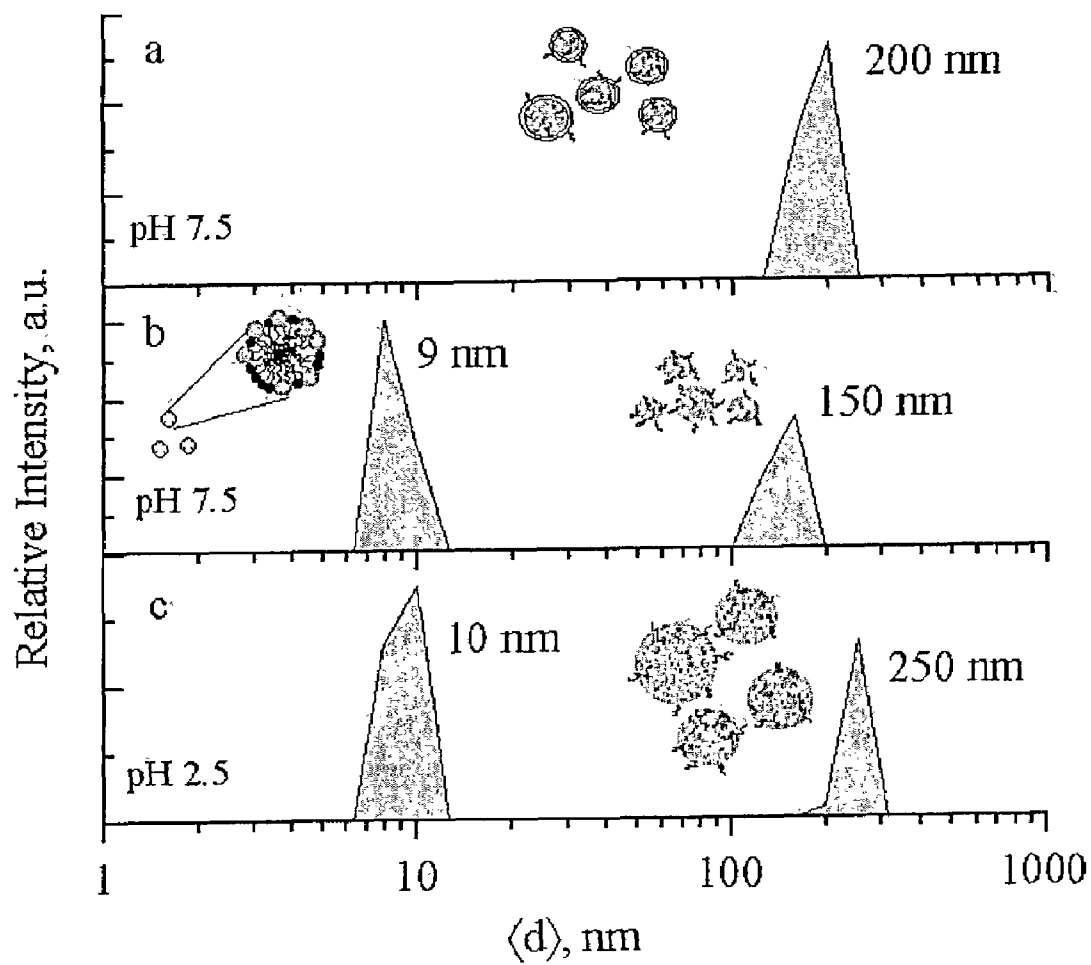 a
200 nm
pH 7.5
b
9 nm
150 nm
pH 7.5
c
10 nm
250 nm
pH 2.5
Relative Intensity, a.u.
1 10 100 1000
⟨d⟩, nm